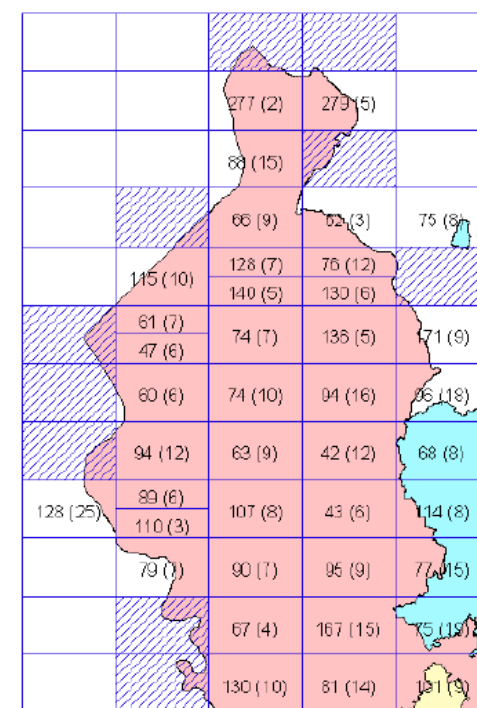 277 (2) 279 (5)
88 (15)
66 (9) 62 (3) 75 (8)
128 (7) 76 (12)
115 (10)
140 (5) 130 (6)
61 (7)
74 (7) 136 (5) 171 (9)
47 (6)
60 (6) 74 (10) 94 (16) 96 (18)
94 (12) 63 (9) 42 (12) 68 (8)
89 (6)
128 (25) 107 (8) 43 (6) 114 (8)
110 (3)
90 (7) 95 (9) 77 (15)
67 (4) 167 (15) 75 (19)
130 (10) 81 (14)